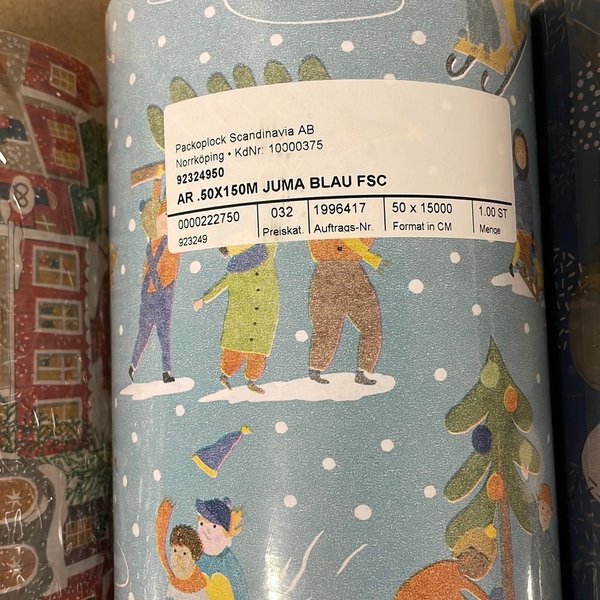 Packoplock Scandinavia AB
Norrköping • KdNr: 10000375
92324950
AR .50X150M JUMA BLAU FSC
0000222750 032 1996417 50 x 15000 1.00 ST
923249 Preiskat. Auftrags-Nr. Format in CM Menge